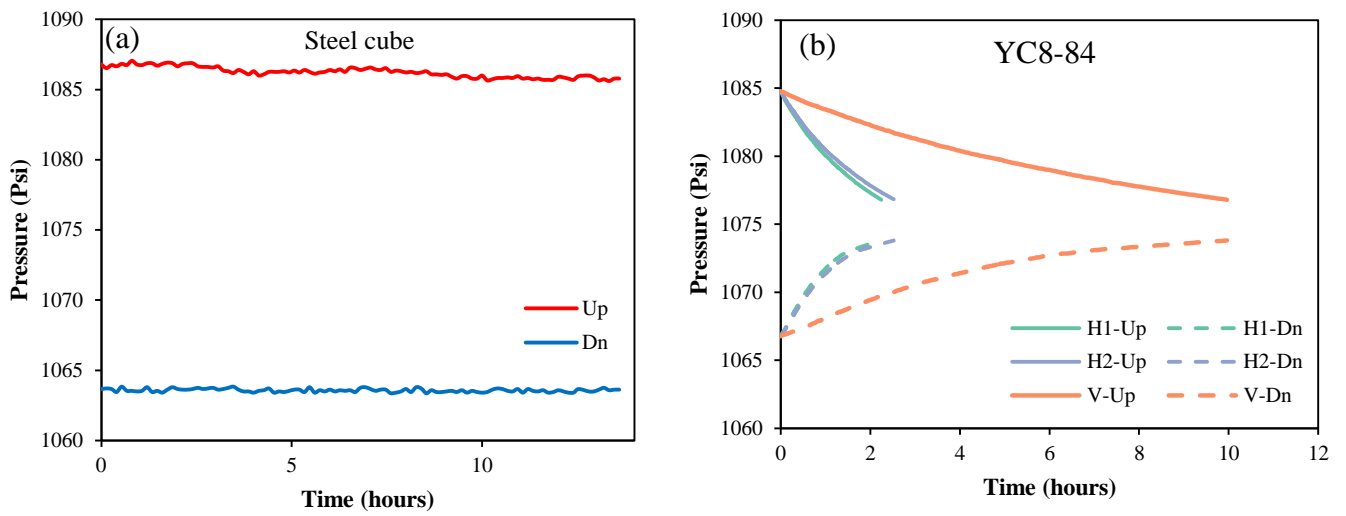 (a)
Steel cube
1090
1085
1080
1075
1070
1065
1060
Pressure (Psi)
0
5
10
Time (hours)
Up
Dn
(b)
YC8-84
1090
1085
1080
1075
1070
1065
1060
Pressure (Psi)
0
2
4
6
8
10
12
Time (hours)
H1-Up
H1-Dn
H2-Up
H2-Dn
V-Up
V-Dn